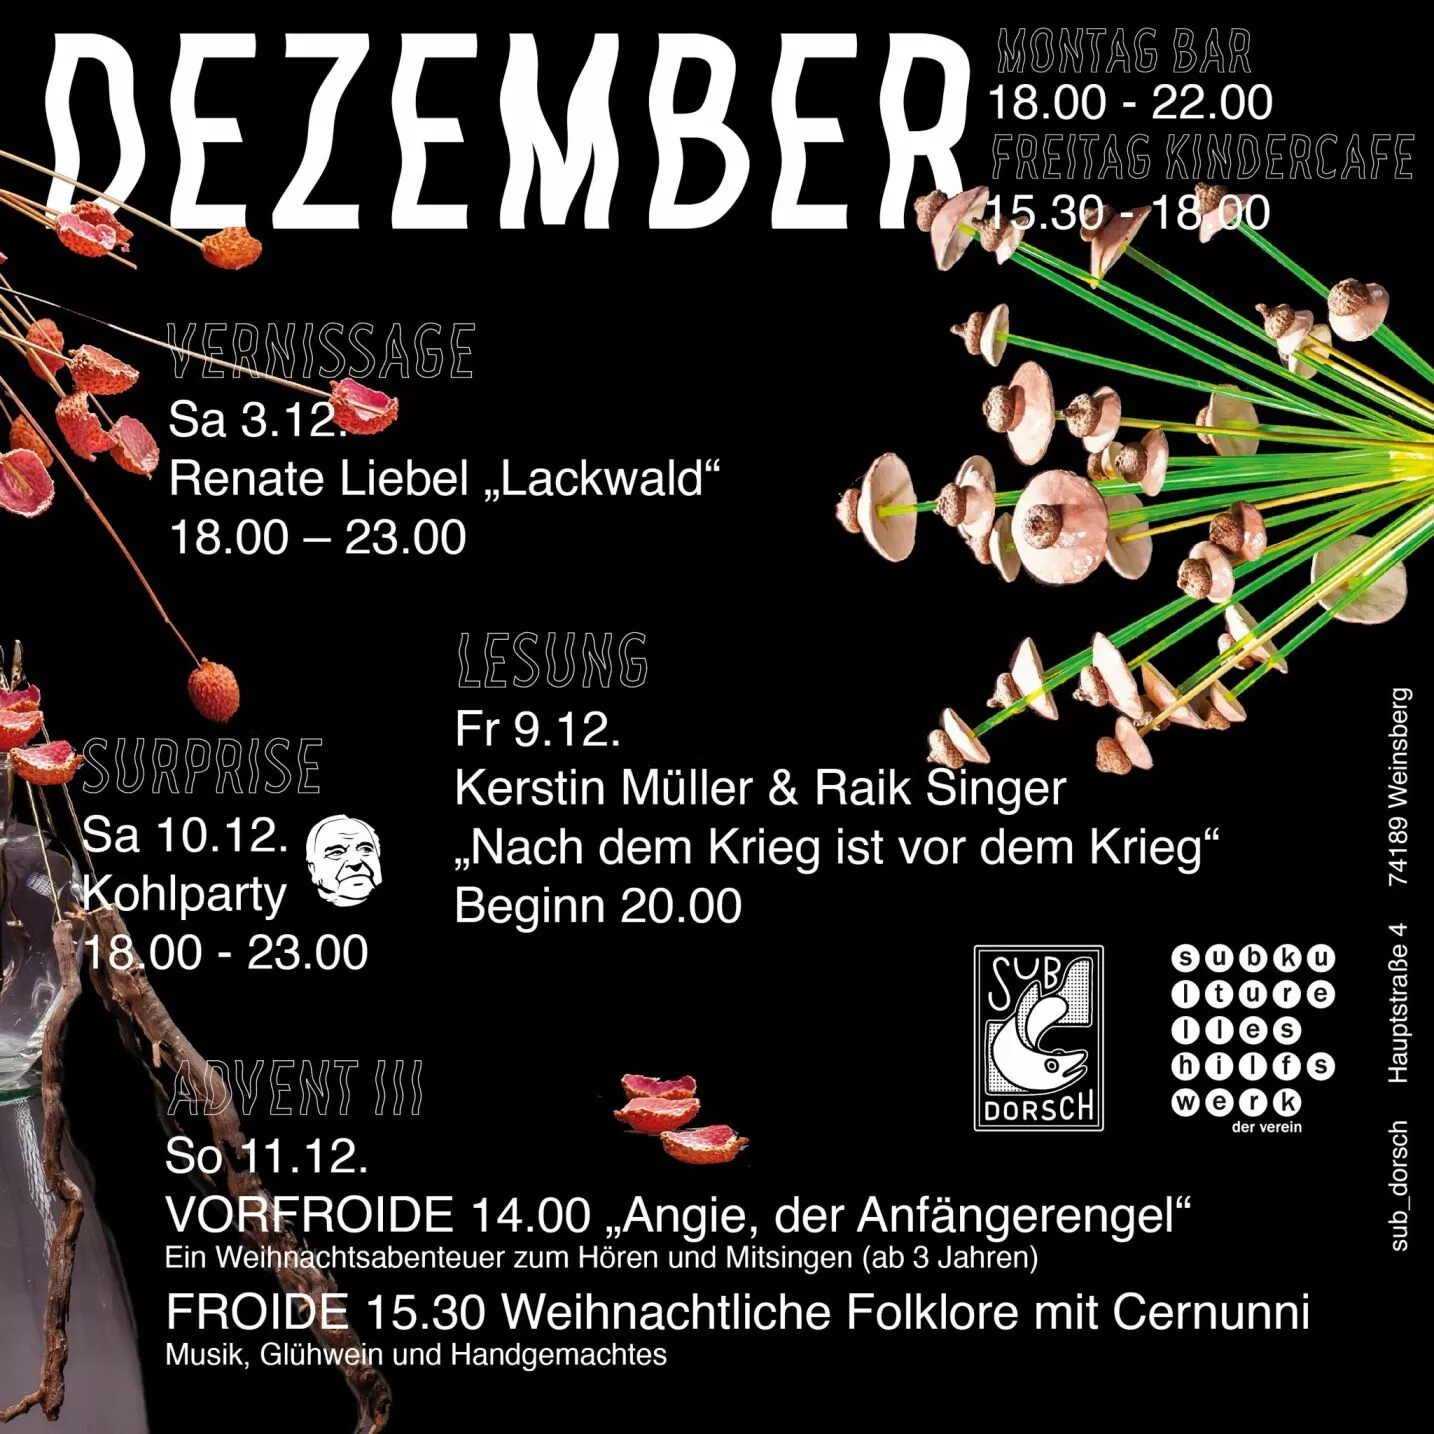 DEZEMBER
MONTAG BAR
18.00 - 22.00
FREITAG KINDERCAFE
15.30 - 18.00
VERNISSAGE
Sa 3.12.
Renate Liebel „Lackwald“
18.00 – 23.00
LESUNG
Fr 9.12.
Kerstin Müller & Raik Singer
„Nach dem Krieg ist vor dem Krieg“
Beginn 20.00
SURPRISE
Sa 10.12.
Kohlparty
18.00 - 23.00
ADVENT III
So 11.12.
VORFROIDE 14.00 „Angie, der Anfängerengel“
Ein Weihnachtsabenteuer zum Hören und Mitsingen (ab 3 Jahren)
FROIDE 15.30 Weihnachtliche Folklore mit Cernunni
Musik, Glühwein und Handgemachtes
SUB
DORSCH
subku
lture
lles
hilfs
werk
der verein
sub_dorsch Hauptstraße 4 74189 Weinsberg